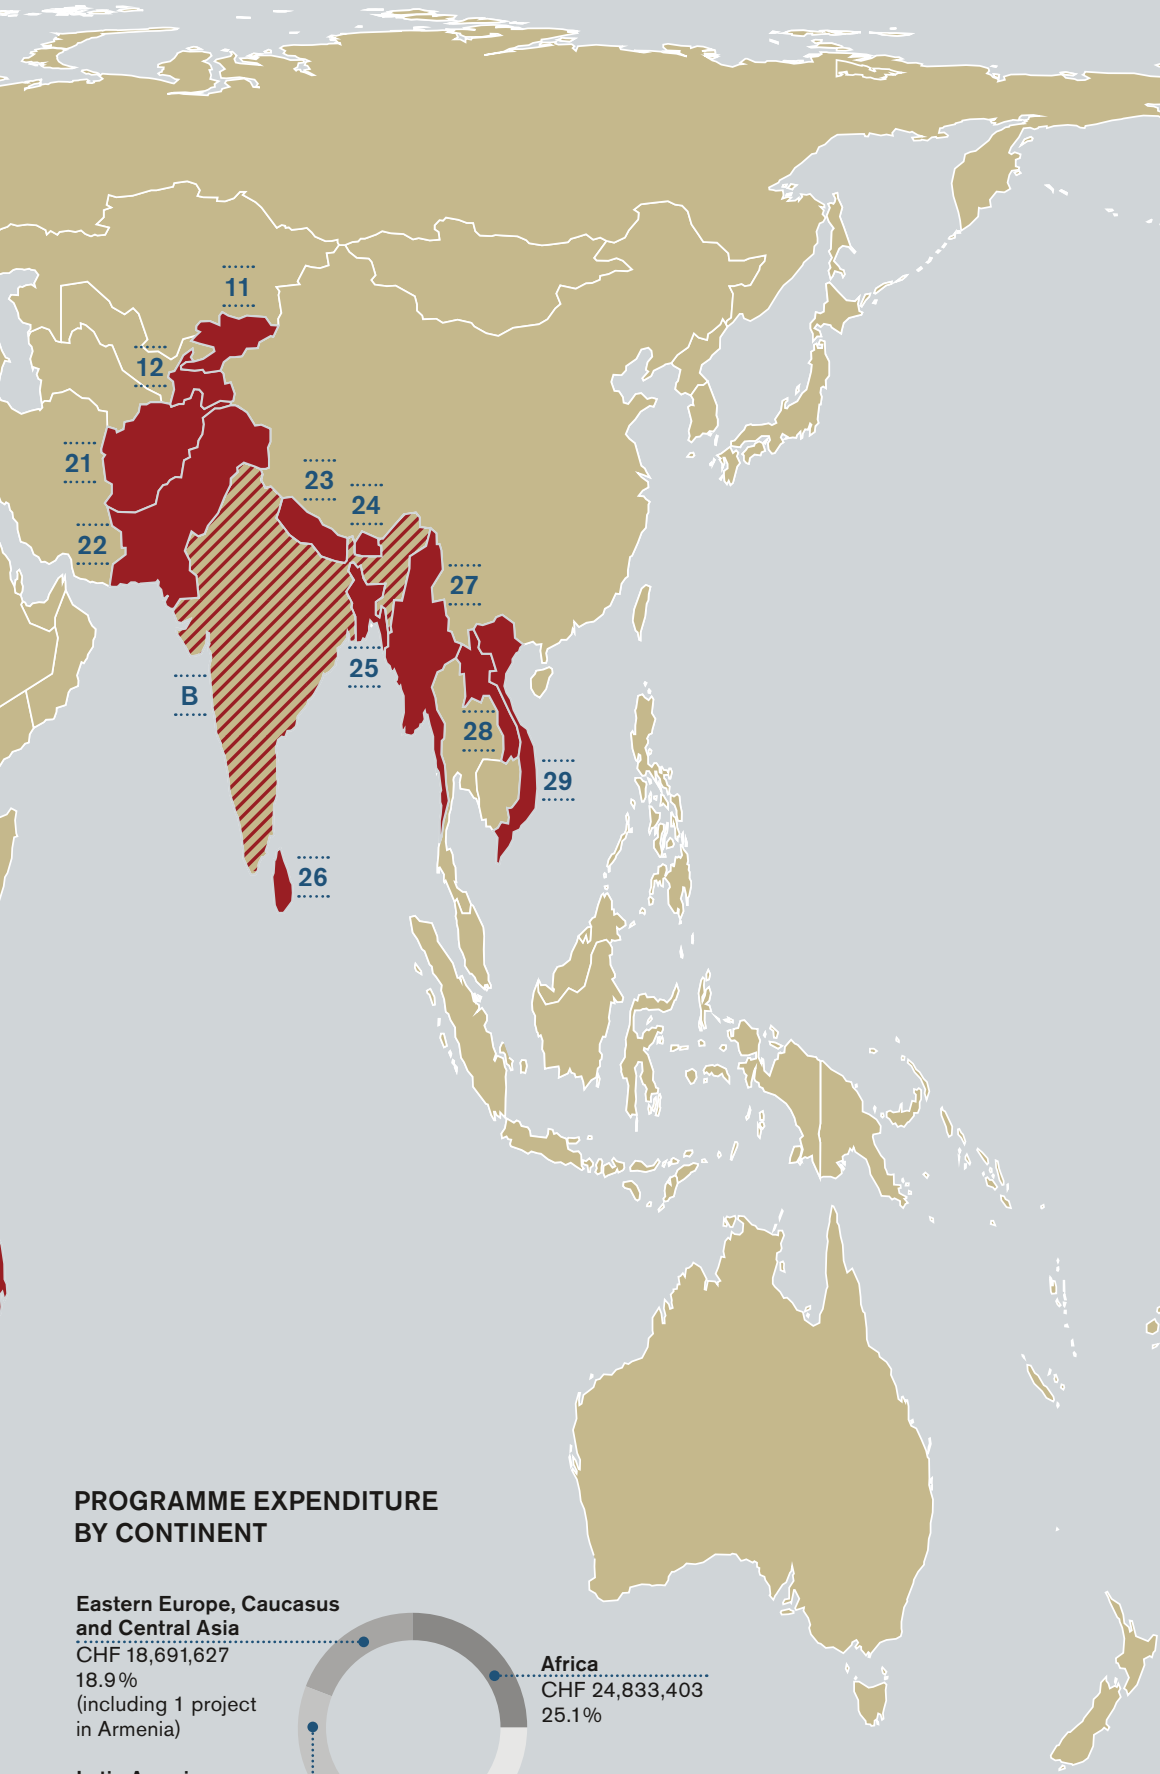 11
12
21
23
24
22
27
25
B
28
29
26
PROGRAMME EXPENDITURE
BY CONTINENT
Eastern Europe, Caucasus
and Central Asia
CHF 18,691,627
18.9%
(including 1 project
in Armenia)
Africa
CHF 24,833,403
25.1%